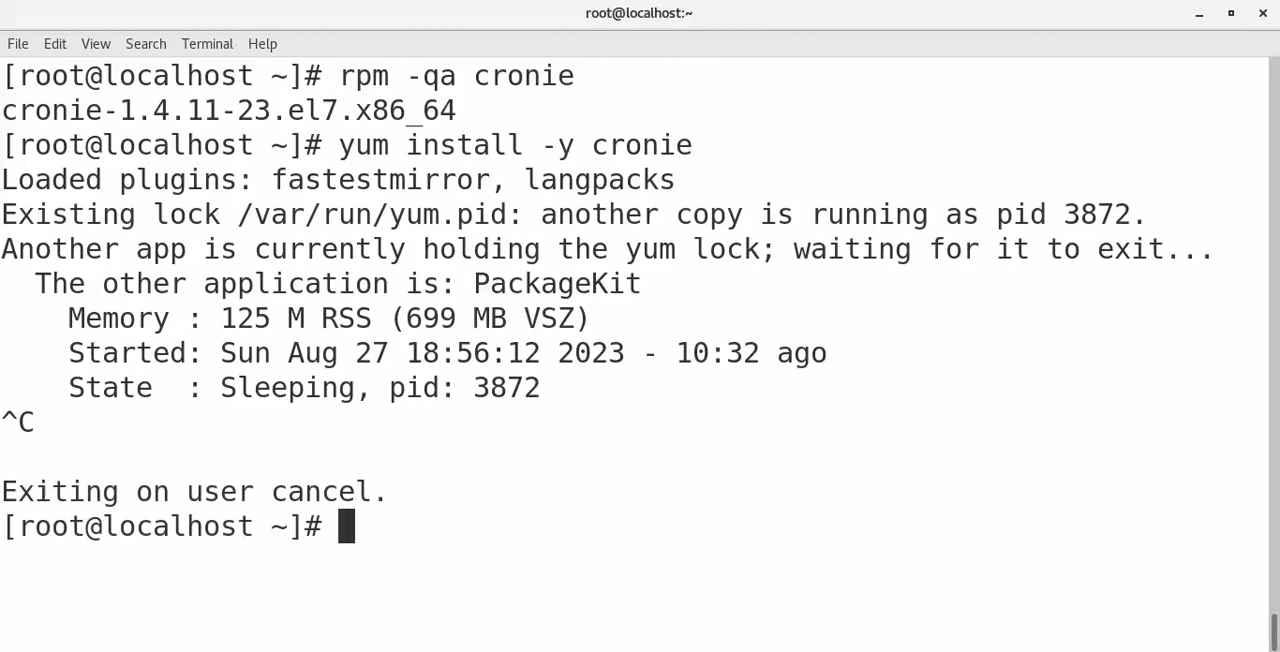 root@localhost:~
File Edit View Search Terminal Help
[root@localhost ~]# rpm -qa cronie
cronie-1.4.11-23.el7.x86_64
[root@localhost ~]# yum install -y cronie
Loaded plugins: fastestmirror, langpacks
Existing lock /var/run/yum.pid: another copy is running as pid 3872.
Another app is currently holding the yum lock; waiting for it to exit...
  The other application is: PackageKit
    Memory : 125 M RSS (699 MB VSZ)
    Started: Sun Aug 27 18:56:12 2023 - 10:32 ago
    State  : Sleeping, pid: 3872
^C
Exiting on user cancel.
[root@localhost ~]#